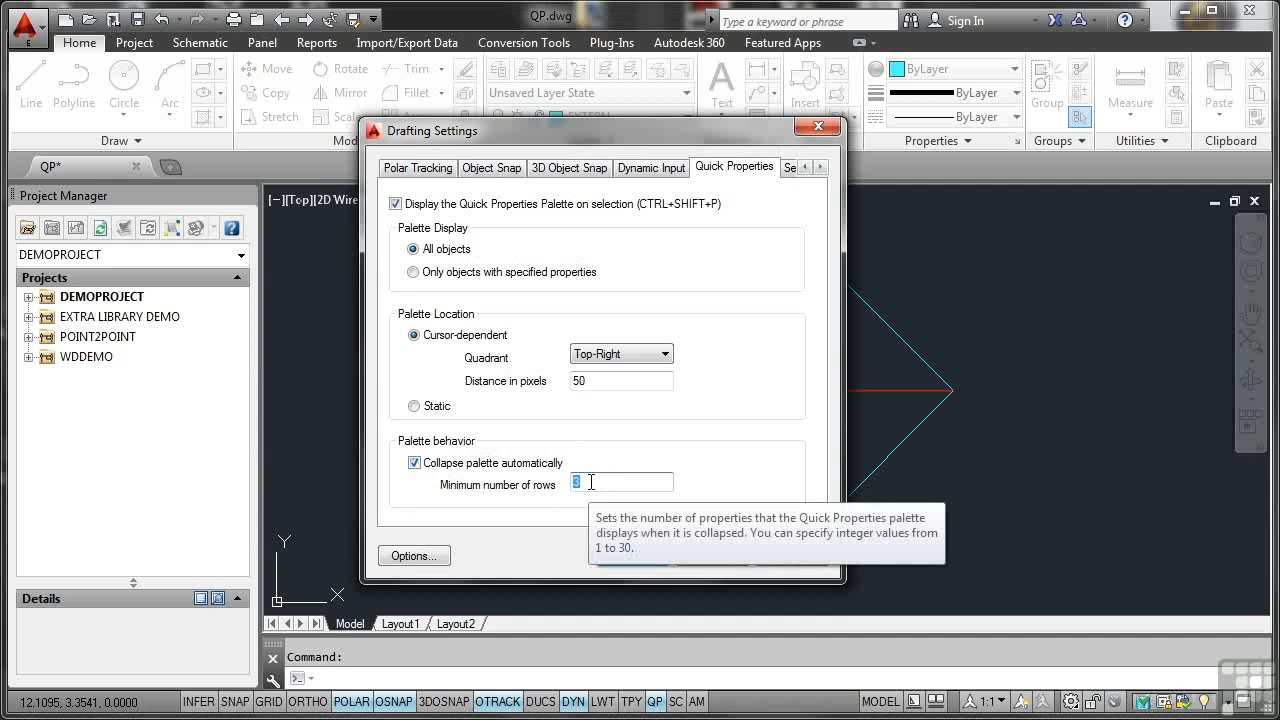 QP.dwg
Type a keyword or phrase
Sign In
E
Home Project Schematic Panel Reports Import/Export Data Conversion Tools Plug-Ins Autodesk 360 Featured Apps
Line Polyline Circle Arc
Move Rotate Trim
Copy Mirror Fillet
Stretch
Unsaved Layer State
Text Insert
ByLayer
ByLayer
ByLayer
Group Measure Paste
Draw Properties Groups Utilities Clipboard
QP*
Project Manager
DEMOPROJECT
Projects
DEMOPROJECT
EXTRA LIBRARY DEMO
POINT2POINT
WDDEMO
Details
[−][Top][2D Wire
Drafting Settings
Polar Tracking Object Snap 3D Object Snap Dynamic Input Quick Properties Se
Display the Quick Properties Palette on selection (CTRL+SHIFT+P)
Palette Display
All objects
Only objects with specified properties
Palette Location
Cursor-dependent
Quadrant Top-Right
Distance in pixels 50
Static
Palette behavior
Collapse palette automatically
Minimum number of rows 3
Sets the number of properties that the Quick Properties palette
displays when it is collapsed. You can specify integer values from
1 to 30.
Options...
Y
X
Model Layout1 Layout2
Command:
12.1095, 3.3541, 0.0000
INFER SNAP GRID ORTHO POLAR OSNAP 3DOSNAP OTRACK DUCS DYN LWT TPY QP SC AM
MODEL 1:1